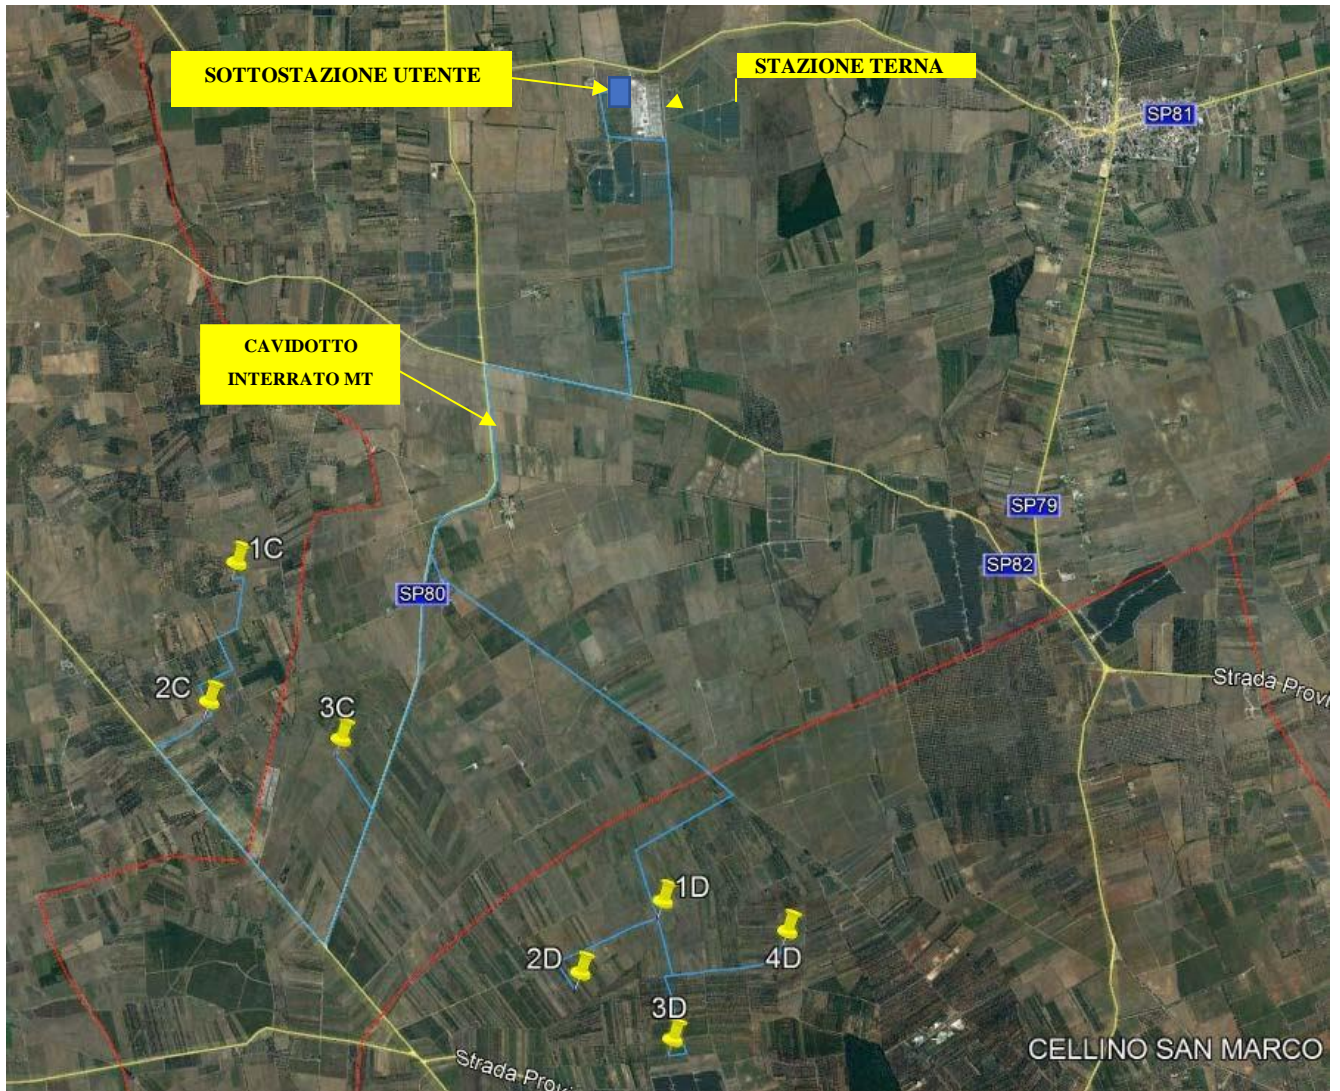 SOTTOSTAZIONE UTENTE
STAZIONE TERNA
SP81
CAVIDOTTO
INTERRATO MT
SP79
1C
SP82
SP80
2C
Strada Provi
3C
1D
2D
4D
3D
CELLINO SAN MARCO
Strada Provi